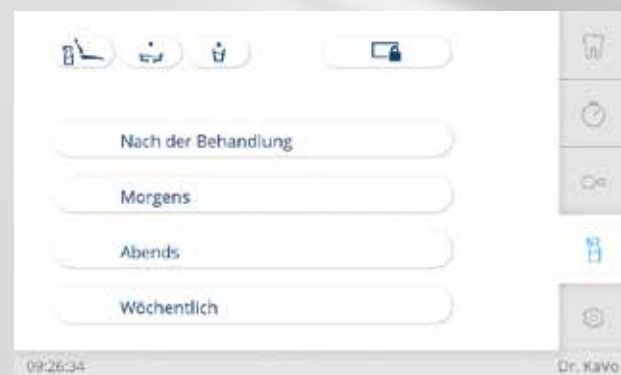 Nach der Behandlung
Morgens
Abends
Wöchentlich
09:26:34
Dr. KaVo